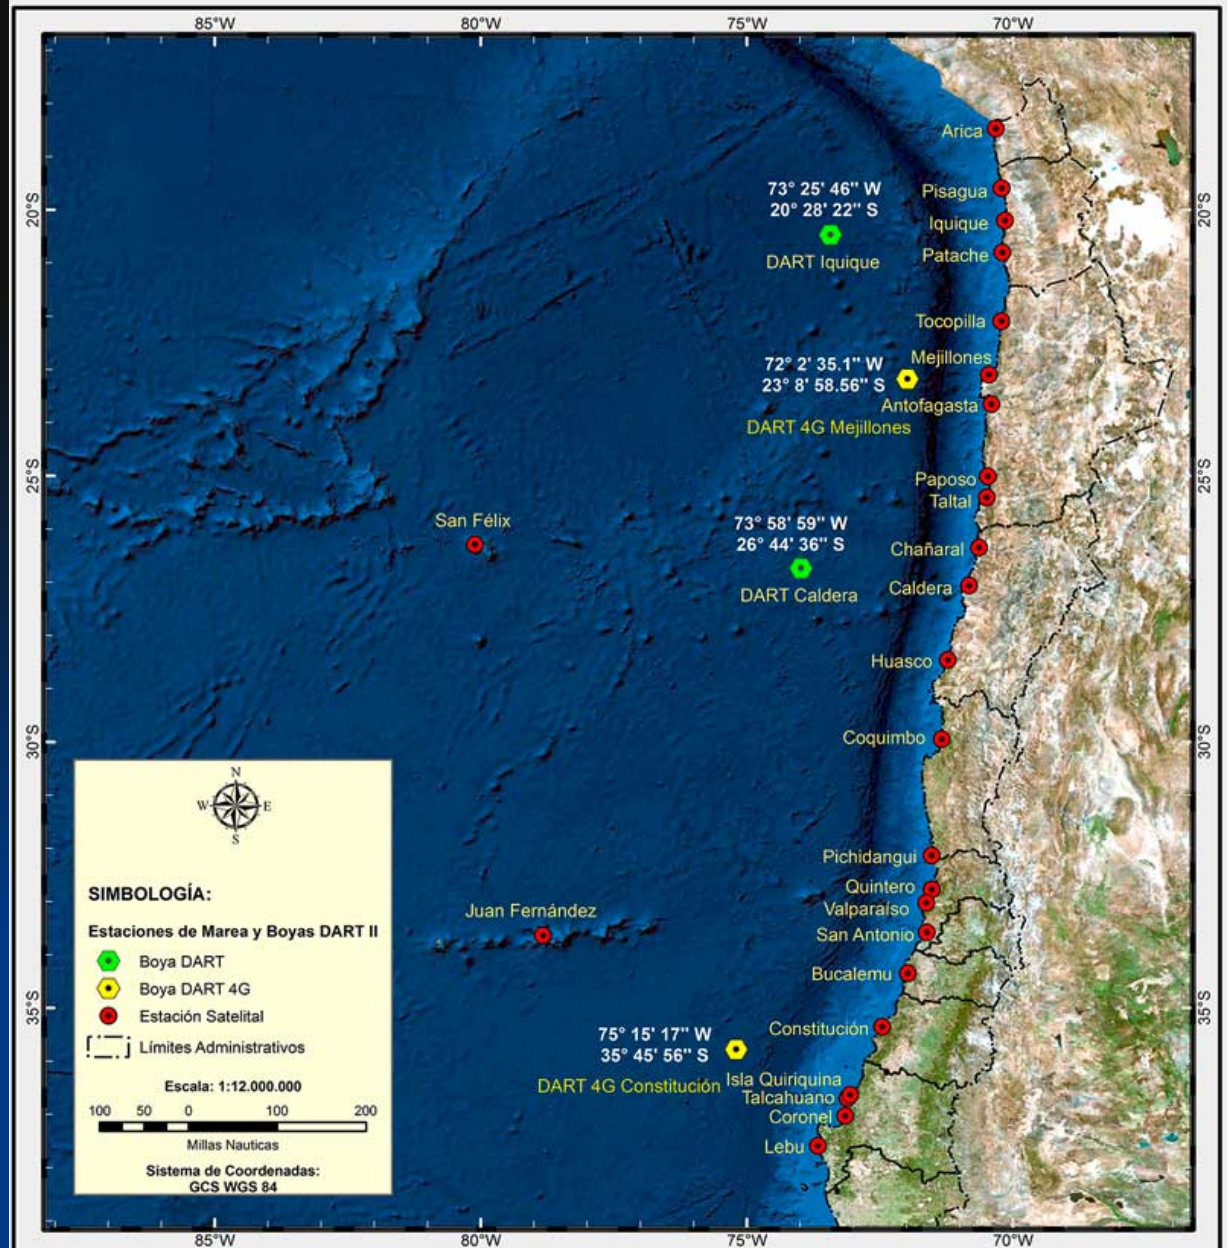 85°W 80°W 75°W 70°W
Arica
73° 25' 46" W
20° 28' 22" S
DART Iquique
Pisagua
20°S
20°S
Iquique
Patache
Tocopilla
Mejillones
72° 2' 35.1" W
23° 8' 58.56" S
DART 4G Mejillones
Antofagasta
25°S
25°S
Paposo
Taltal
San Félix
73° 58' 59" W
26° 44' 36" S
DART Caldera
Chañaral
Caldera
Huasco
30°S
30°S
Coquimbo
Pichidangui
Quintero
Valparaíso
Juan Fernández
San Antonio
Bucalemu
35°S
35°S
Constitución
75° 15' 17" W
35° 45' 56" S
DART 4G Constitución
Isla Quiriquina
Talcahuano
Coronel
Lebu
N
W E
S
SIMBOLOGÍA:
Estaciones de Marea y Boyas DART II
Boya DART
Boya DART 4G
Estación Satelital
Límites Administrativos
Escala: 1:12.000.000
100 50 0 100 200
Millas Nauticas
Sistema de Coordenadas:
GCS WGS 84
85°W 80°W 75°W 70°W